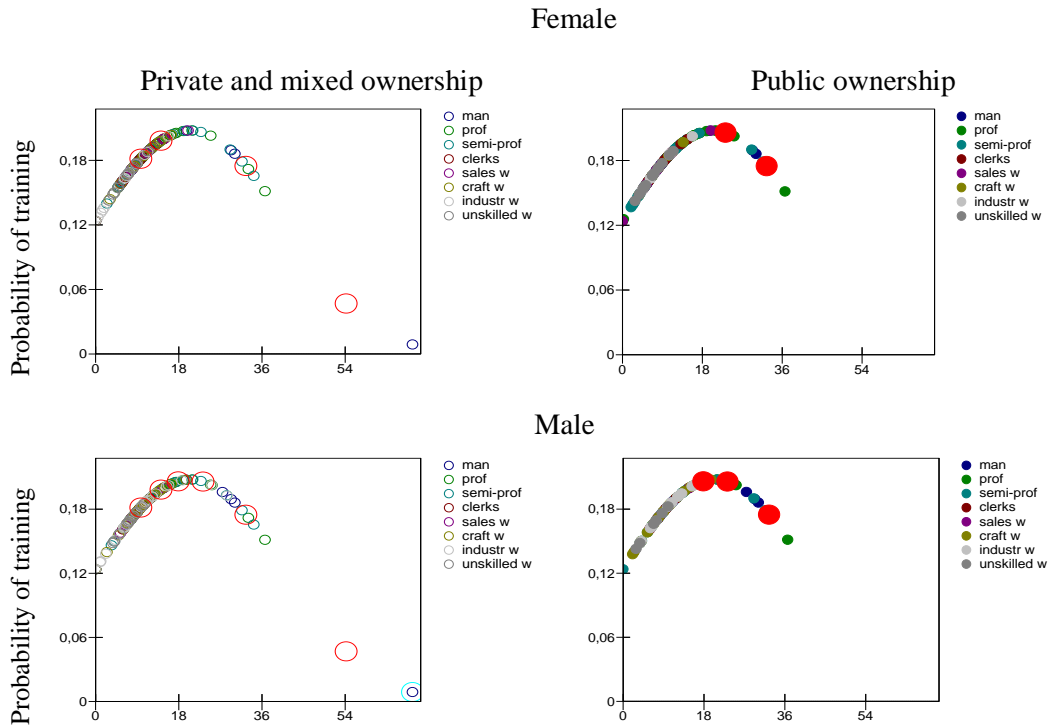 Female
Private and mixed ownership
Public ownership
Probability of training
0,18
0,12
0,06
0
0 18 36 54
man
prof
semi-prof
clerks
sales w
craft w
industr w
unskilled w
0,18
0,12
0,06
0
0 18 36 54
man
prof
semi-prof
clerks
sales w
craft w
industr w
unskilled w
Male
Probability of training
0,18
0,12
0,06
0
0 18 36 54
man
prof
semi-prof
clerks
sales w
craft w
industr w
unskilled w
0,18
0,12
0,06
0
0 18 36 54
man
prof
semi-prof
clerks
sales w
craft w
industr w
unskilled w